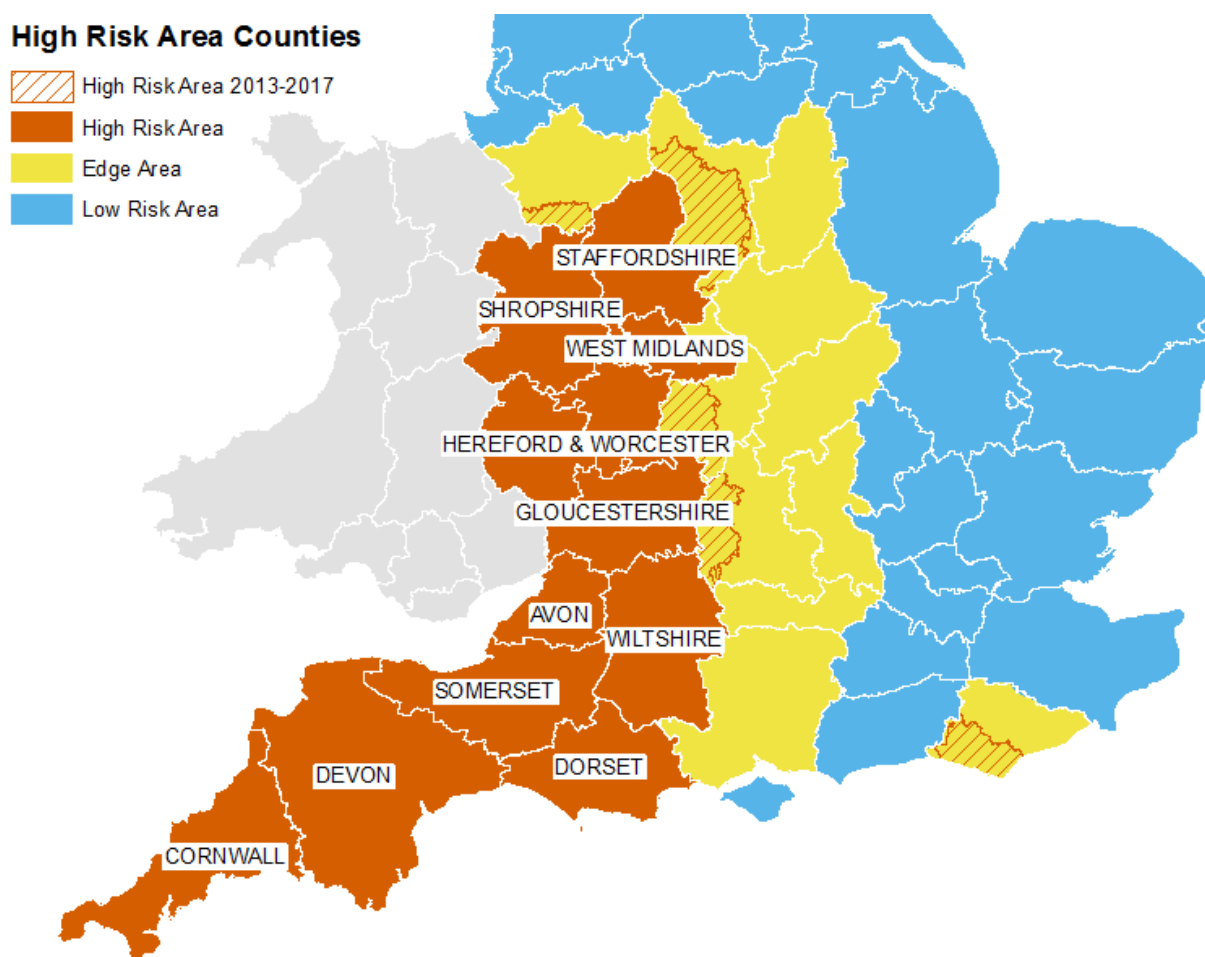 High Risk Area Counties
High Risk Area 2013-2017
High Risk Area
Edge Area
Low Risk Area
STAFFORDSHIRE
SHROPSHIRE
WEST MIDLANDS
HEREFORD & WORCESTER
GLOUCESTERSHIRE
AVON
WILTSHIRE
SOMERSET
DEVON
DORSET
CORNWALL